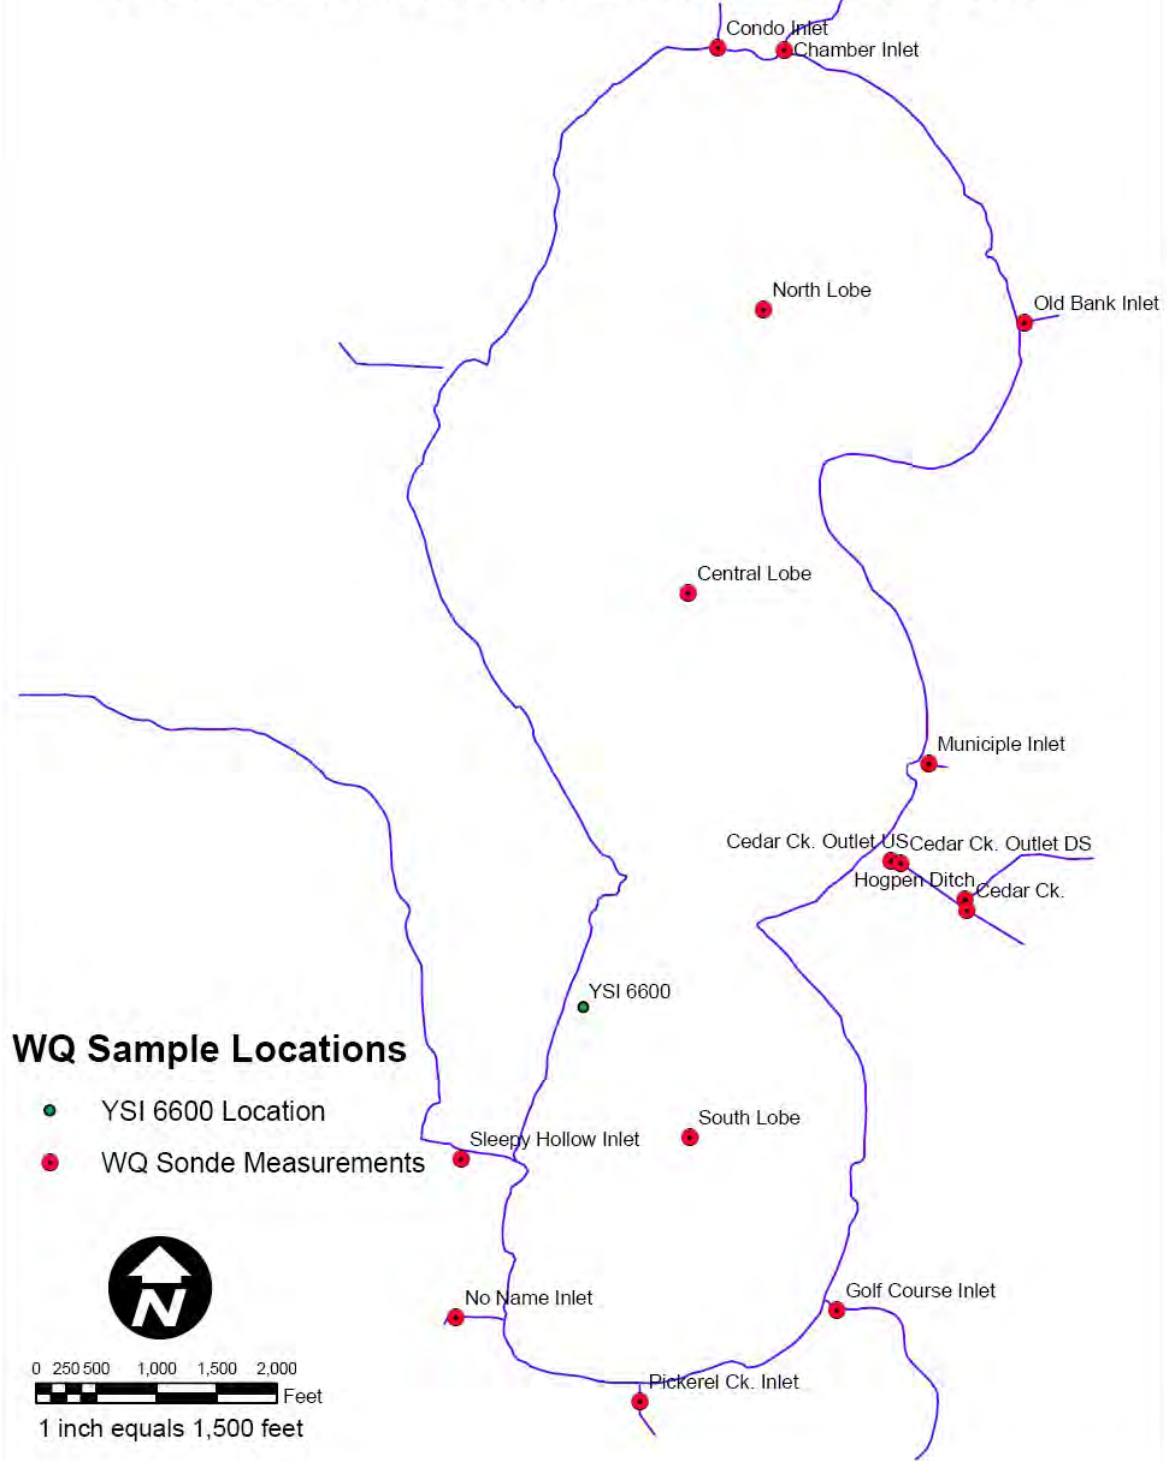 Condo Inlet
Chamber Inlet
North Lobe
Old Bank Inlet
Central Lobe
Municiple Inlet
Cedar Ck. Outlet US
Cedar Ck. Outlet DS
Hogpen Ditch
Cedar Ck.
YSI 6600
WQ Sample Locations
YSI 6600 Location
WQ Sonde Measurements
South Lobe
Sleepy Hollow Inlet
N
No Name Inlet
Golf Course Inlet
Pickerel Ck. Inlet
0 250 500 1,000 1,500 2,000
Feet
1 inch equals 1,500 feet